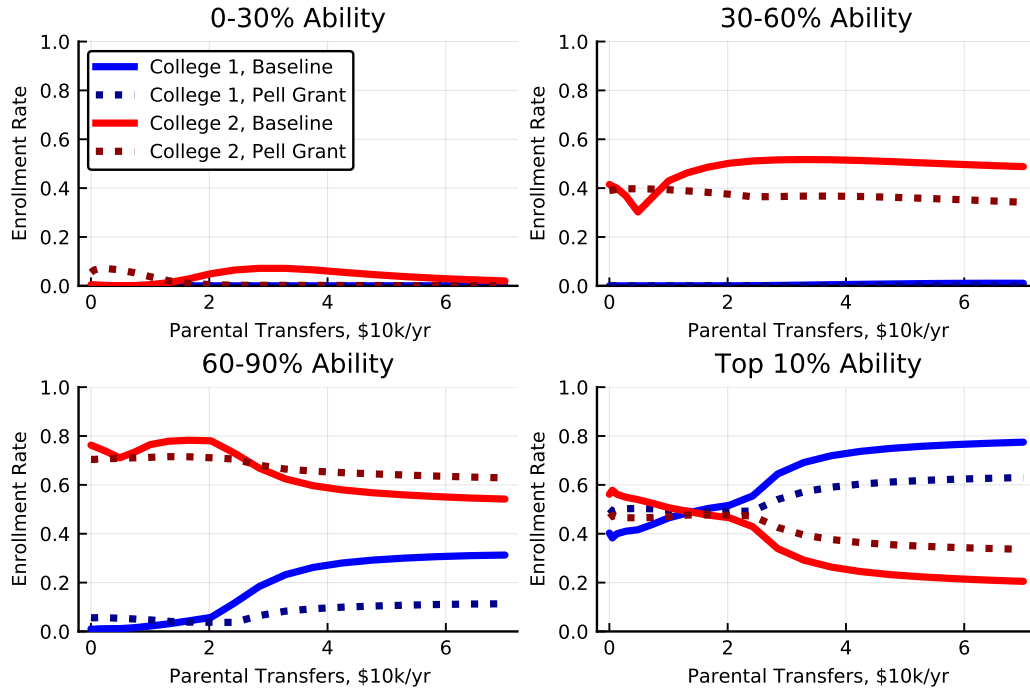 0-30% Ability
Enrollment Rate
1.0
0.8
0.6
0.4
0.2
0.0
College 1, Baseline
College 1, Pell Grant
College 2, Baseline
College 2, Pell Grant
0 2 4 6
Parental Transfers, $10k/yr
30-60% Ability
Enrollment Rate
1.0
0.8
0.6
0.4
0.2
0.0
0 2 4 6
Parental Transfers, $10k/yr
60-90% Ability
Enrollment Rate
1.0
0.8
0.6
0.4
0.2
0.0
0 2 4 6
Parental Transfers, $10k/yr
Top 10% Ability
Enrollment Rate
1.0
0.8
0.6
0.4
0.2
0.0
0 2 4 6
Parental Transfers, $10k/yr